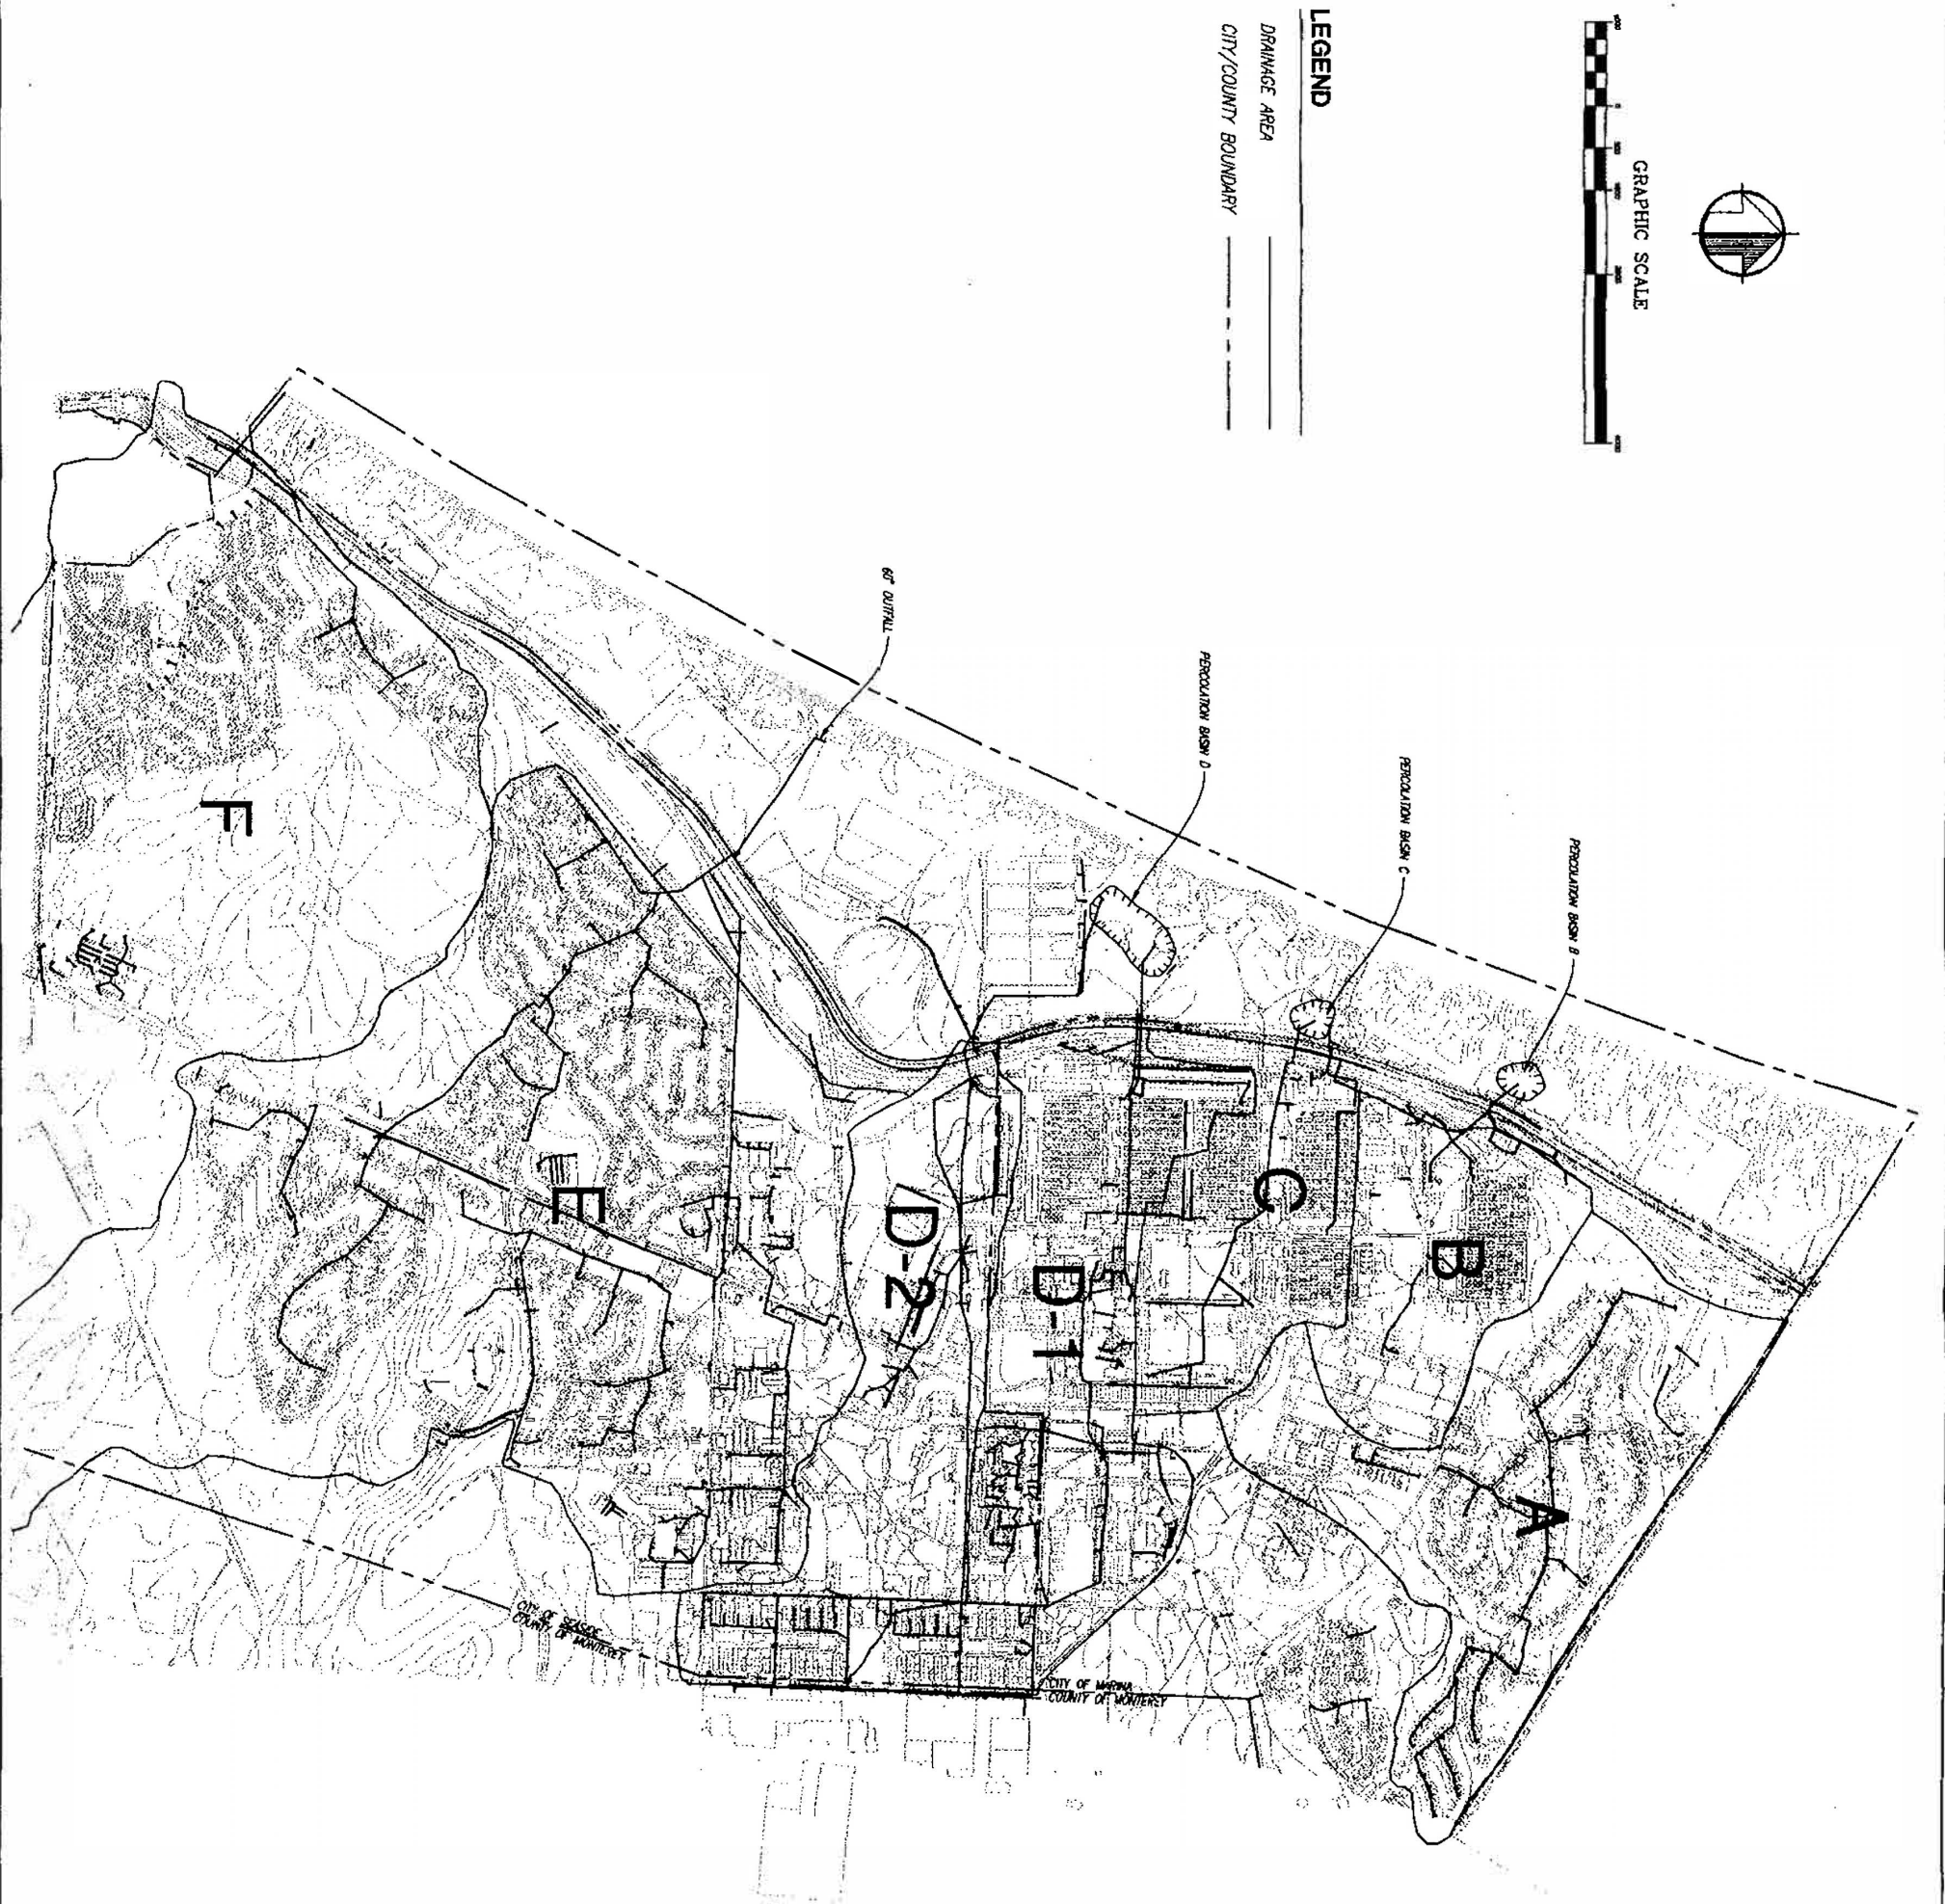 GRAPHIC SCALE
LEGEND
DRAINAGE AREA
CITY/COUNTY BOUNDARY
60" OUTFALL
PERCOLATION BASIN D
PERCOLATION BASIN C
PERCOLATION BASIN B
A
B
C
D-1
D-2
E
F
CITY OF MARINA
COUNTY OF MONTEREY
CITY OF SEASIDE
COUNTY OF MONTEREY